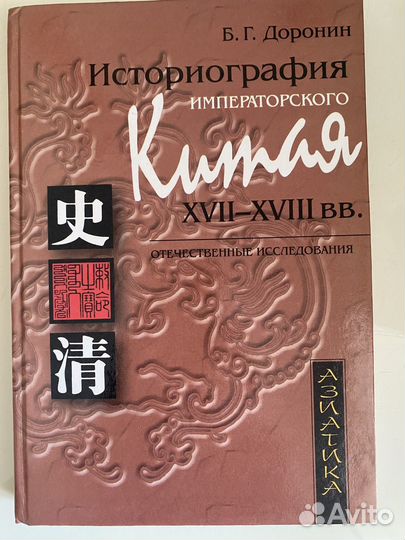 Б. Г. Доронин
Историография
ИМПЕРАТОРСКОГО
Китая
XVII–XVIII вв.
ОТЕЧЕСТВЕННЫЕ ИССЛЕДОВАНИЯ
史
清
АЗИАТИКА
Avito